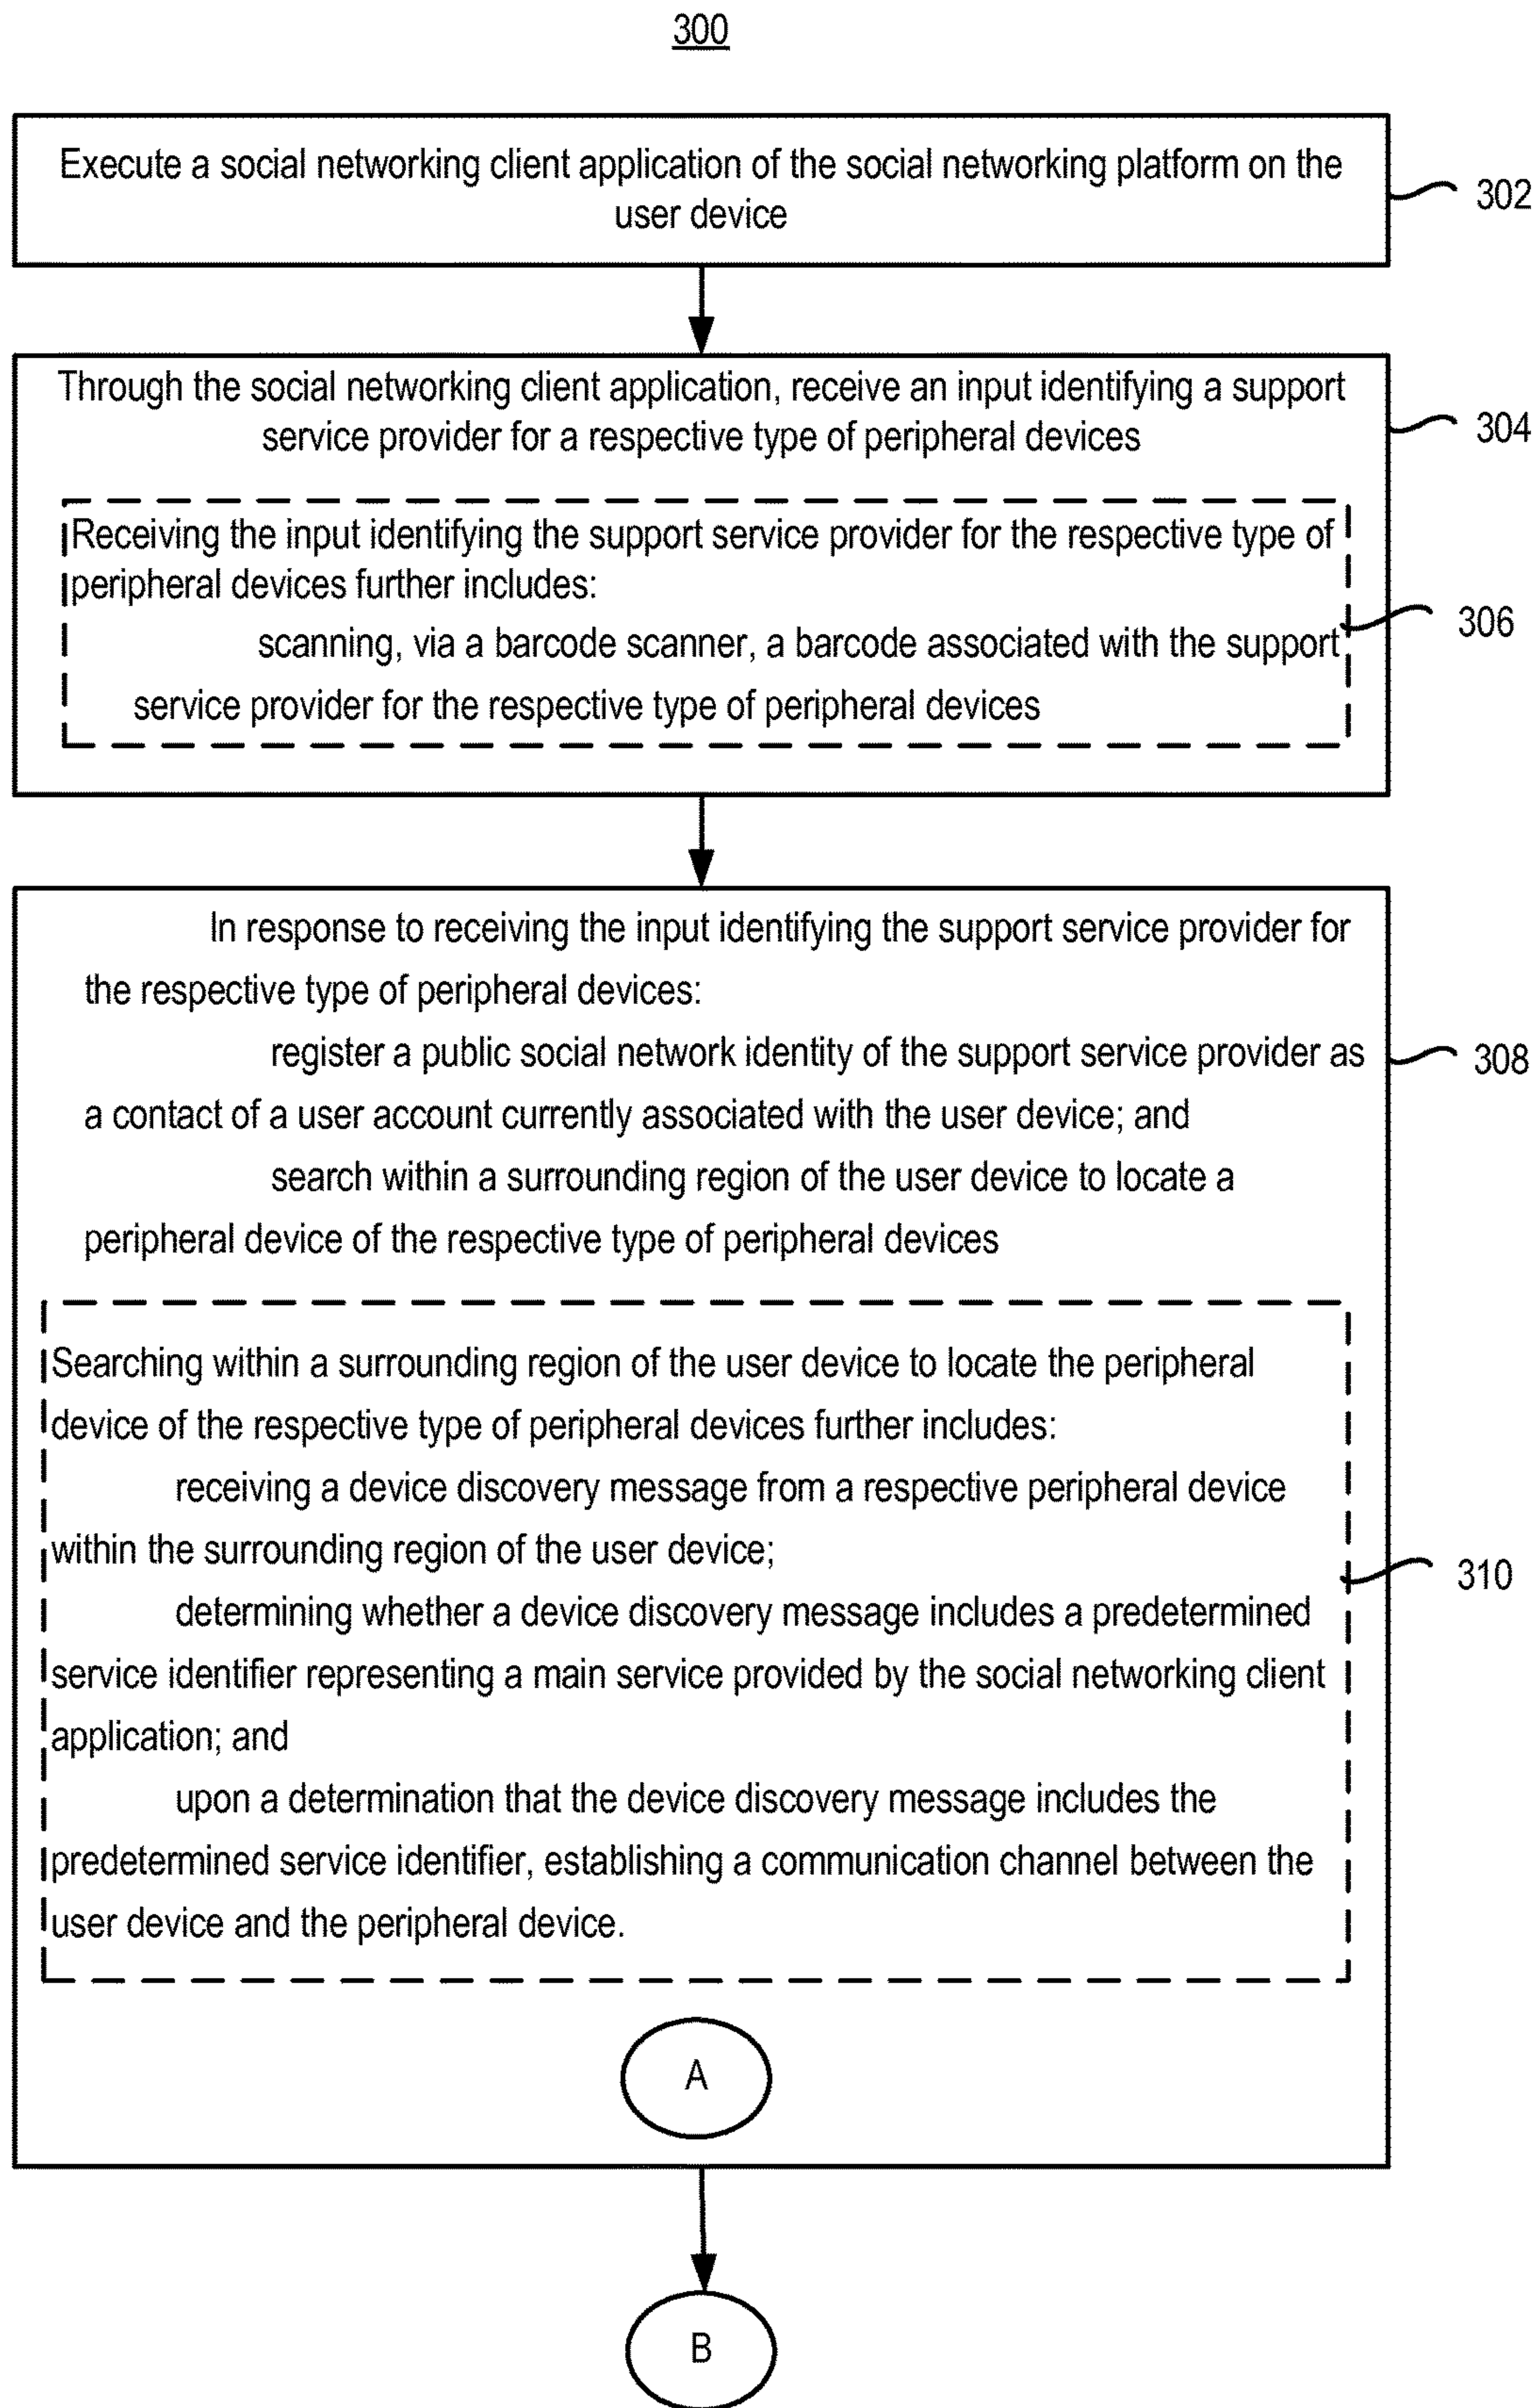 300
Execute a social networking client application of the social networking platform on the
user device
302
Through the social networking client application, receive an input identifying a support
service provider for a respective type of peripheral devices
304
Receiving the input identifying the support service provider for the respective type of
peripheral devices further includes:
scanning, via a barcode scanner, a barcode associated with the support
service provider for the respective type of peripheral devices
306
In response to receiving the input identifying the support service provider for
the respective type of peripheral devices:
register a public social network identity of the support service provider as
a contact of a user account currently associated with the user device; and
search within a surrounding region of the user device to locate a
peripheral device of the respective type of peripheral devices
308
Searching within a surrounding region of the user device to locate the peripheral
device of the respective type of peripheral devices further includes:
receiving a device discovery message from a respective peripheral device
within the surrounding region of the user device;
determining whether a device discovery message includes a predetermined
service identifier representing a main service provided by the social networking client
application; and
upon a determination that the device discovery message includes the
predetermined service identifier, establishing a communication channel between the
user device and the peripheral device.
310
A
B